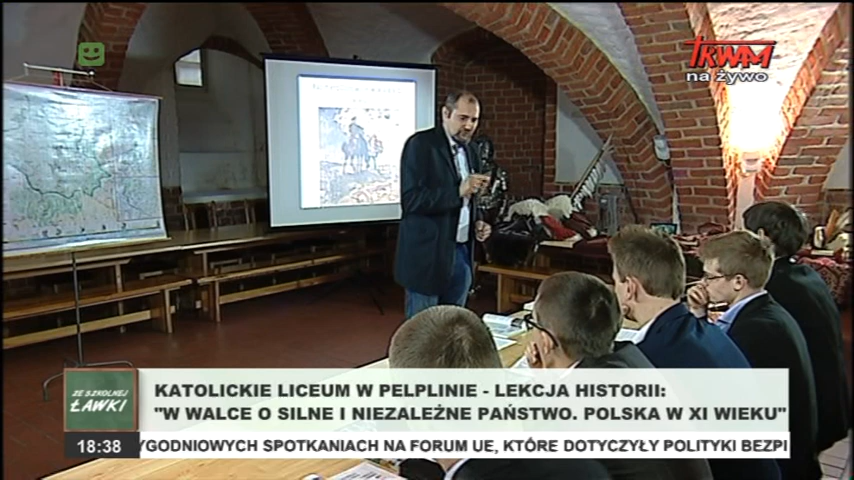 TRWAM
na żywo
ZE SZKOLNEJ
ŁAWKI
KATOLICKIE LICEUM W PELPLINIE - LEKCJA HISTORII:
"W WALCE O SILNE I NIEZALEŻNE PAŃSTWO. POLSKA W XI WIEKU"
18:38
YGODNIOWYCH SPOTKANIACH NA FORUM UE, KTÓRE DOTYCZYŁY POLITYKI BEZPI